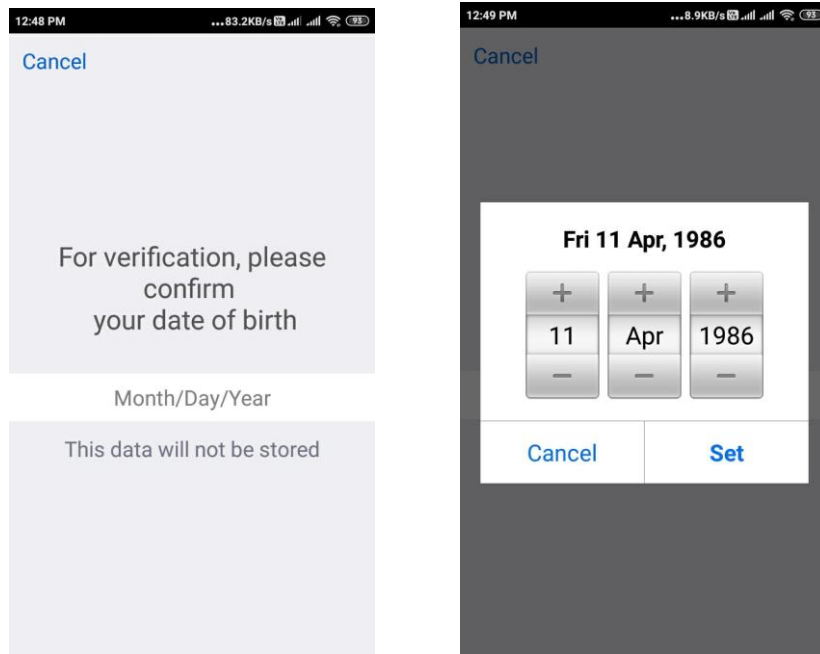 12:48 PM ...83.2KB/s 93
Cancel
For verification, please
confirm
your date of birth
Month/Day/Year
This data will not be stored
12:49 PM ...8.9KB/s 93
Cancel
Fri 11 Apr, 1986
+ + +
11 Apr 1986
− − −
Cancel Set